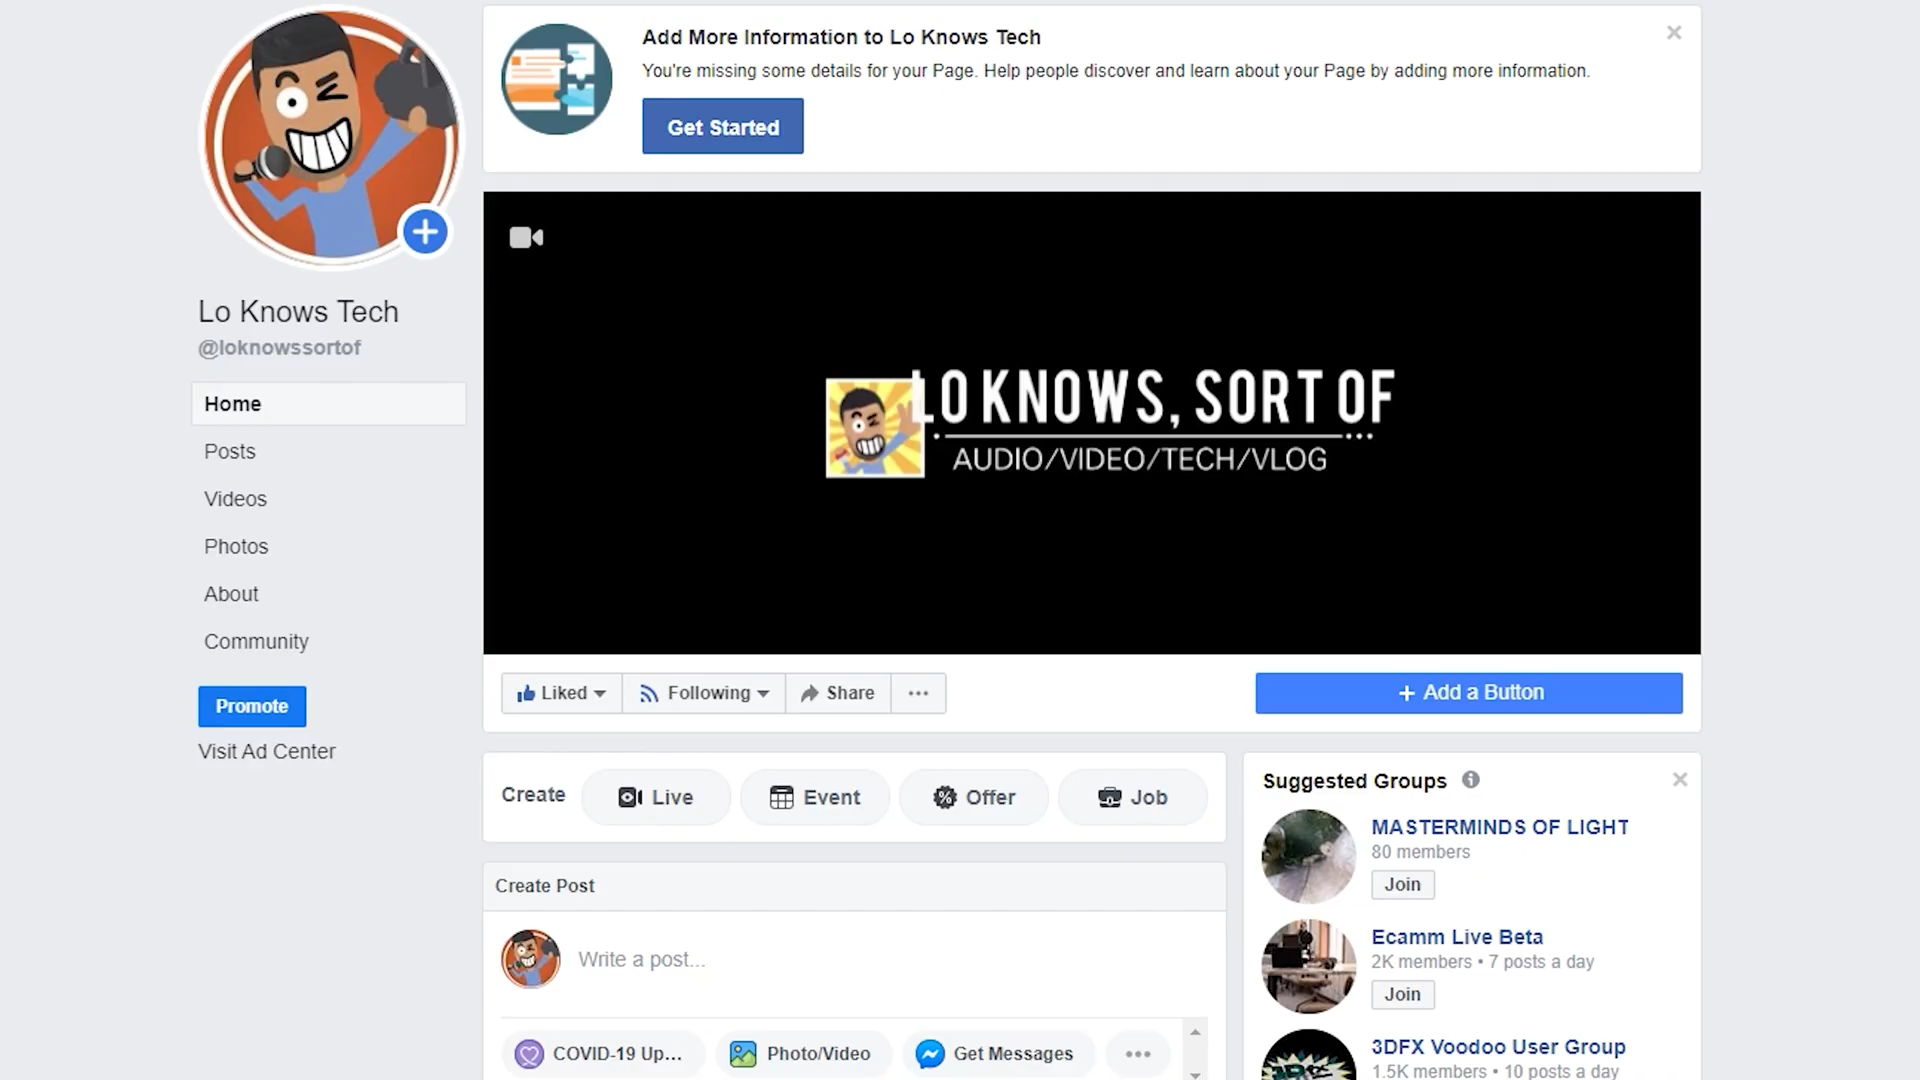 Add More Information to Lo Knows Tech
You're missing some details for your Page. Help people discover and learn about your Page by adding more information.
Get Started
Lo Knows Tech
@loknowssortof
Home
Posts
Videos
Photos
About
Community
Promote
Visit Ad Center
LO KNOWS, SORT OF
AUDIO/VIDEO/TECH/VLOG
Liked
Following
Share
+ Add a Button
Create
Live
Event
Offer
Job
Create Post
Write a post...
COVID-19 Up...
Photo/Video
Get Messages
Suggested Groups
MASTERMINDS OF LIGHT
80 members
Join
Ecamm Live Beta
2K members • 7 posts a day
Join
3DFX Voodoo User Group
1.5K members • 10 posts a day